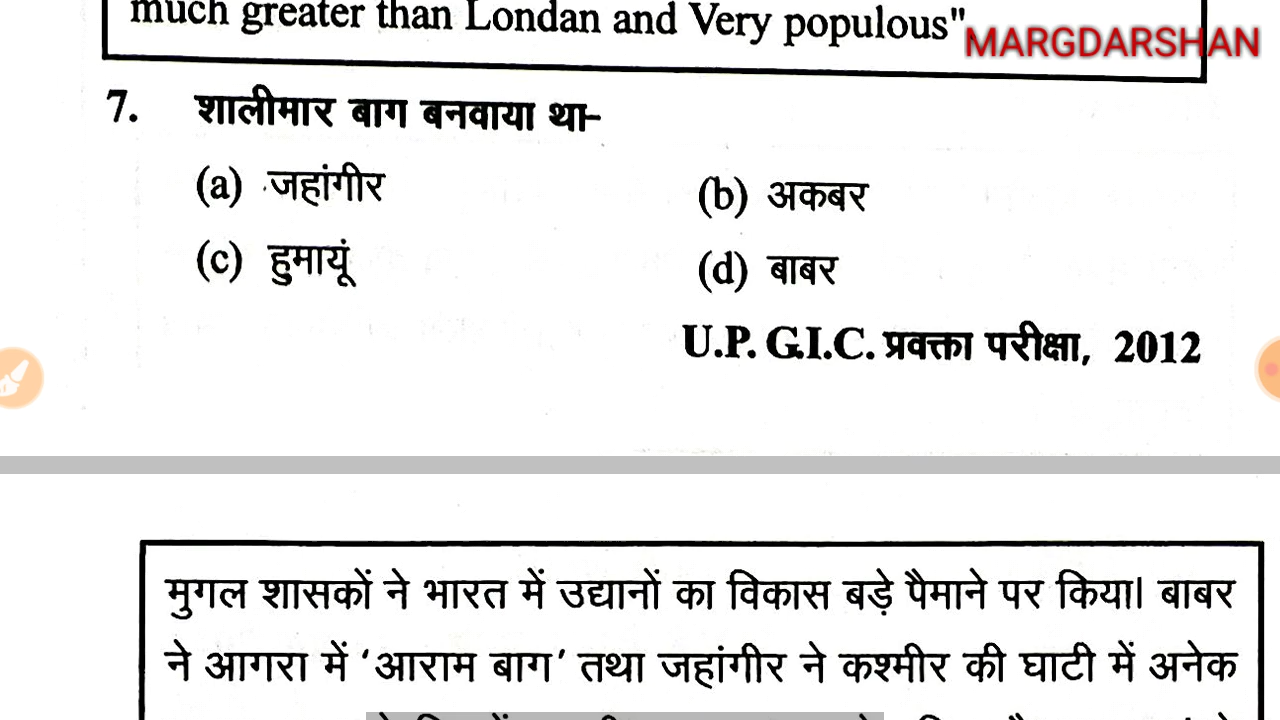 much greater than Londan and Very populous"
MARGDARSHAN
7. शालीमार बाग बनवाया था-
(a) जहांगीर (b) अकबर
(c) हुमायूं (d) बाबर
U.P. G.I.C. प्रवक्ता परीक्षा, 2012
मुगल शासकों ने भारत में उद्यानों का विकास बड़े पैमाने पर किया। बाबर
ने आगरा में ‘आराम बाग’ तथा जहांगीर ने कश्मीर की घाटी में अनेक